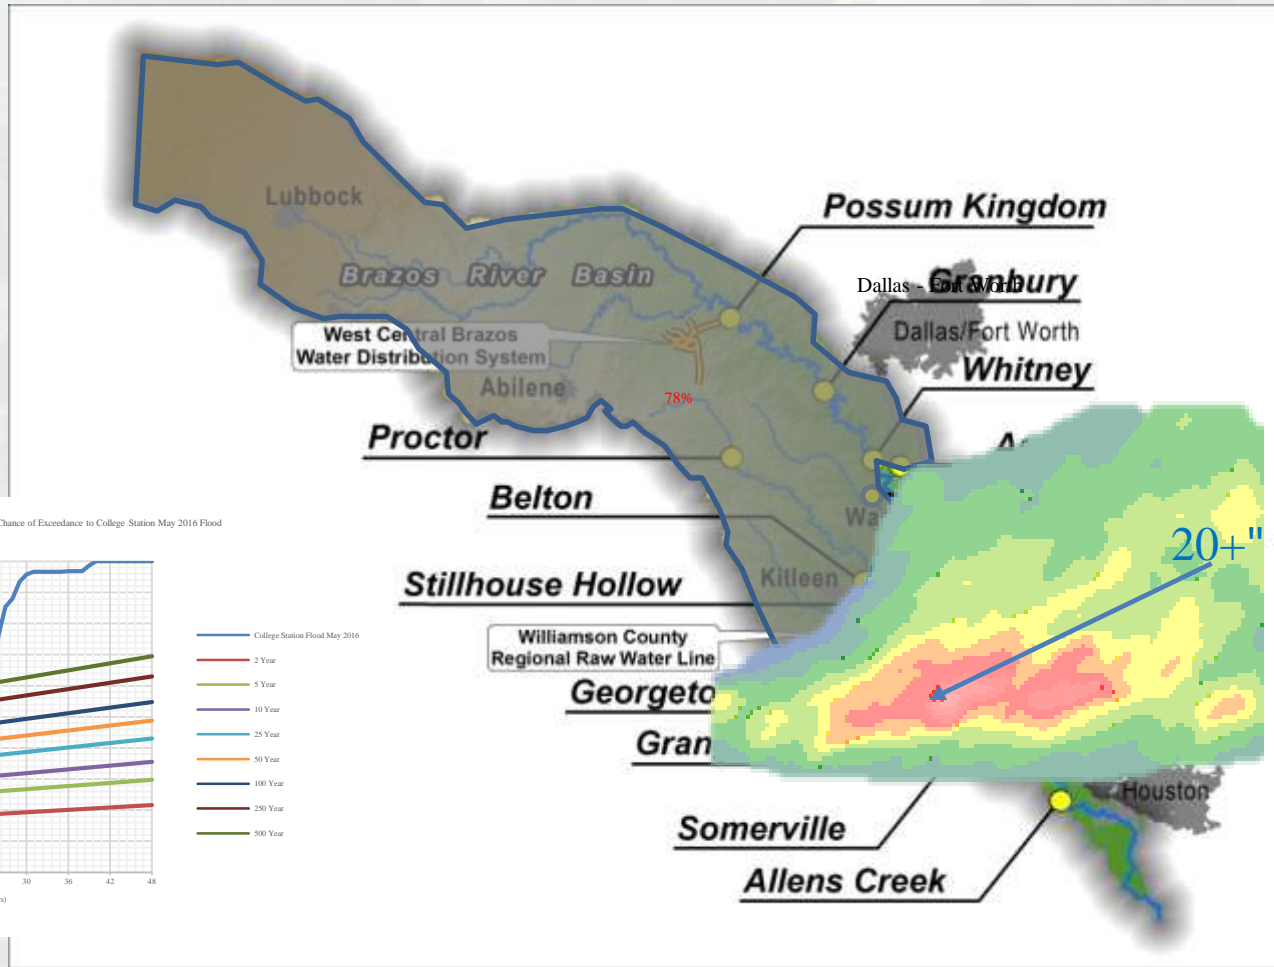 Lubbock
Possum Kingdom
Brazos River Basin
Granbury
Dallas - Fort Worth
Dallas/Fort Worth
West Central Brazos
Water Distribution System
Whitney
Abilene
78%
Proctor
Belton
Wa
20+"
Chance of Exceedance to College Station May 2016 Flood
Killeen
Stillhouse Hollow
Williamson County
Regional Raw Water Line
College Station Flood May 2016
2 Year
5 Year
10 Year
25 Year
50 Year
100 Year
250 Year
500 Year
Georgeto
Gran
Houston
Somerville
Allens Creek
30 36 42 48
s)